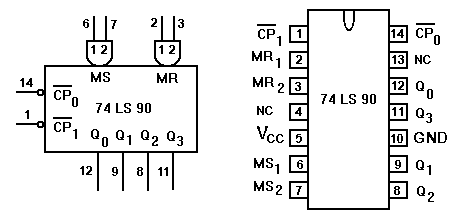 6 7 2 3
1 2 1 2
MS MR
14 CP0 74 LS 90
1 CP1
Q0 Q1 Q2 Q3
12 9 8 11
CP1 1 14 CP0
MR1 2 13 NC
MR2 3 12 Q0
74 LS 90
NC 4 11 Q3
VCC 5 10 GND
MS1 6 9 Q1
MS2 7 8 Q2